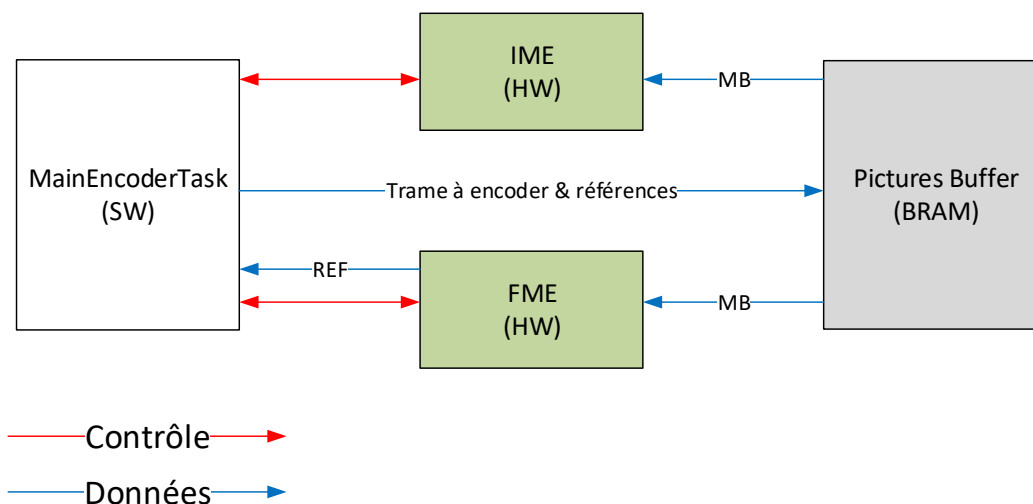 IME
(HW)
MB
MainEncoderTask
(SW)
Trame à encoder & références
Pictures Buffer
(BRAM)
REF
FME
(HW)
MB
Contrôle
Données